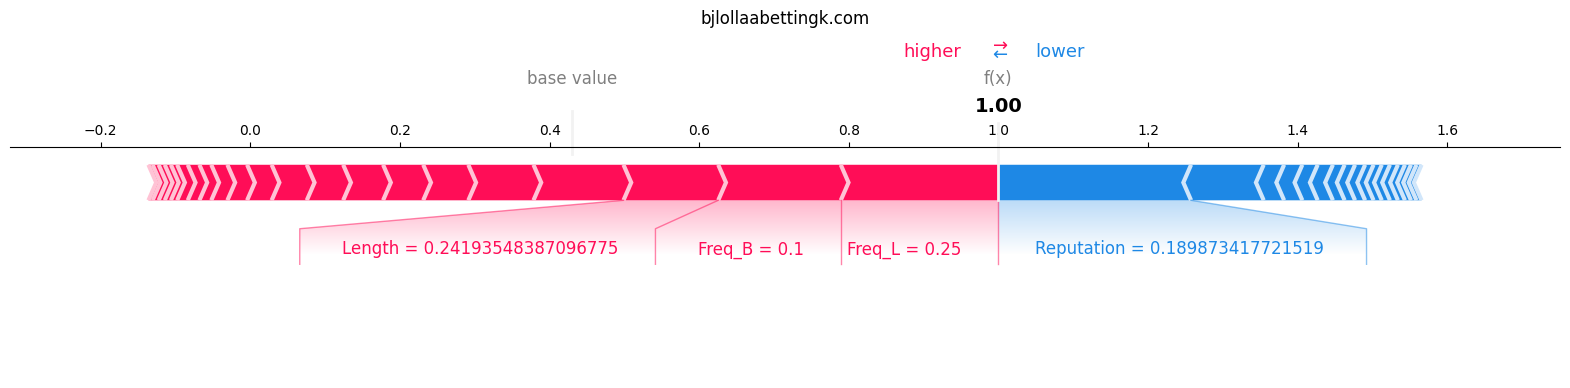 bjlollaabettingk.com
higher ⇄ lower
base value f(x)
1.00
−0.2 0.0 0.2 0.4 0.6 0.8 1.0 1.2 1.4 1.6
Length = 0.24193548387096775 Freq_B = 0.1 Freq_L = 0.25 Reputation = 0.189873417721519